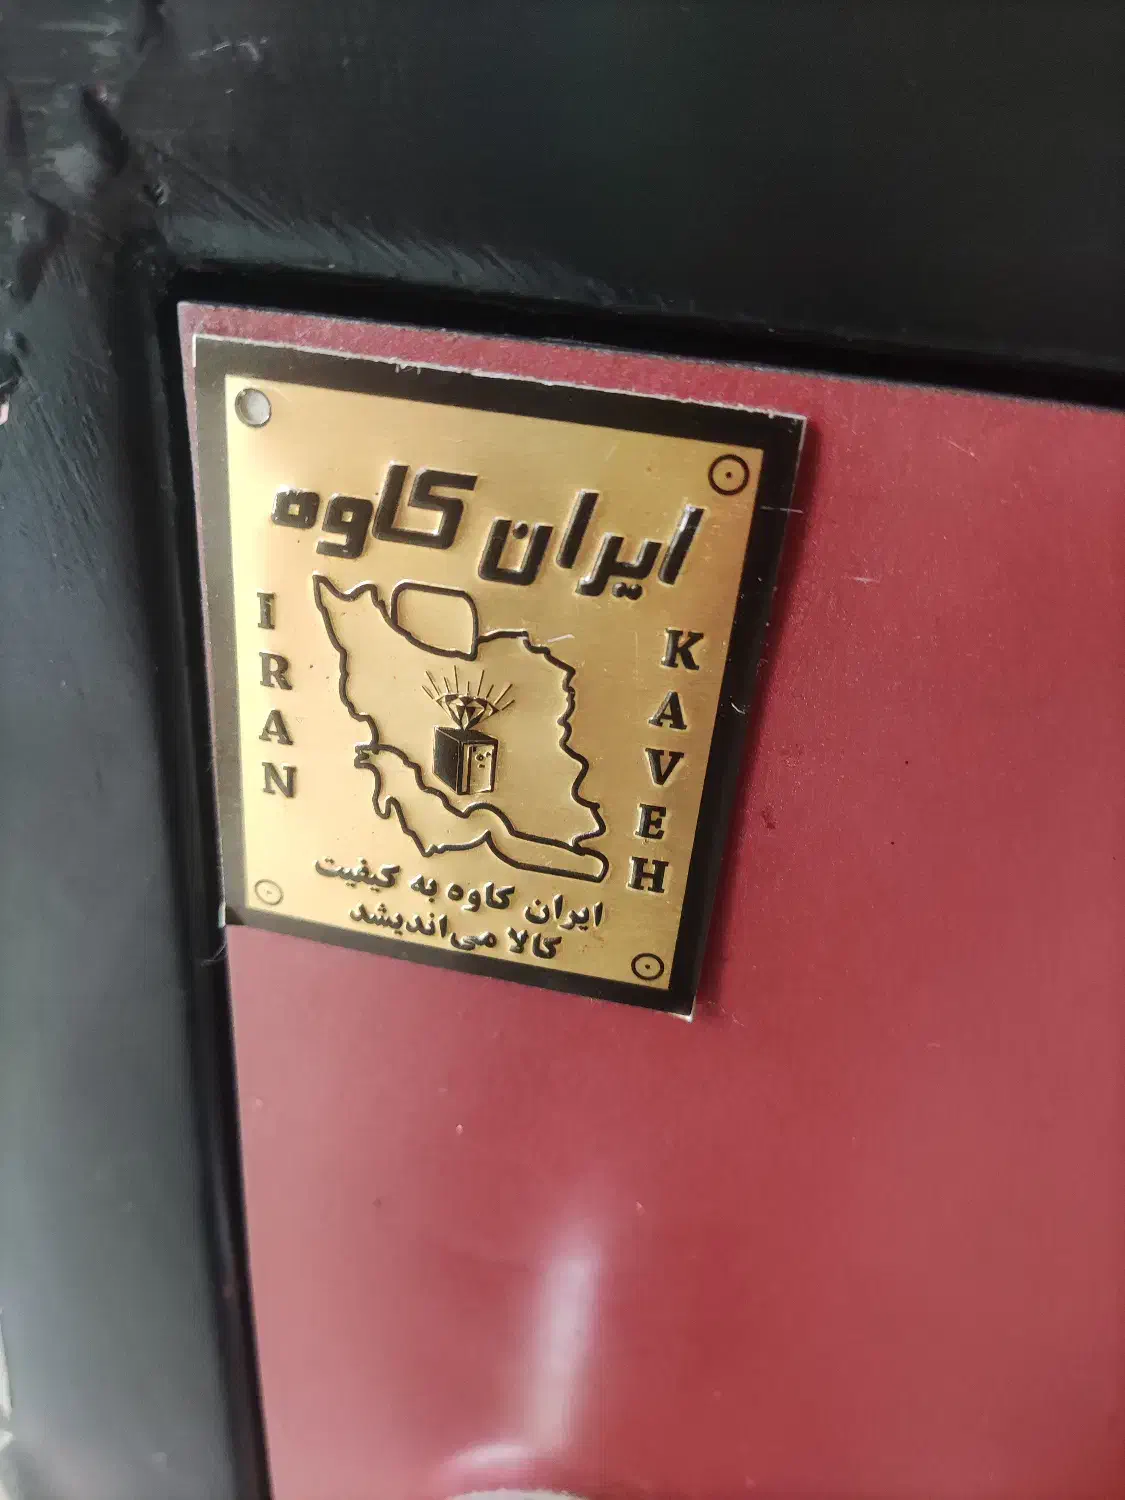 ایران کاوه
IRAN
KAVEH
ایران کاوه به کیفیت
کالا می‌اندیشد